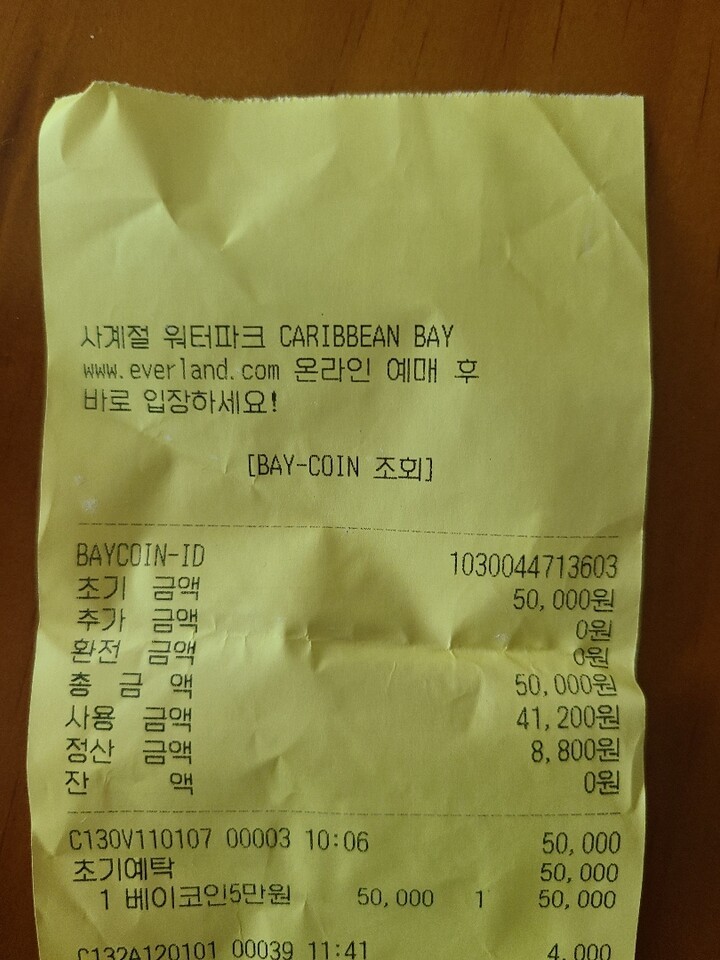 사계절 워터파크 CARIBBEAN BAY
www.everland.com 온라인 예매 후
바로 입장하세요!
[BAY-COIN 조회]
BAYCOIN-ID 1030044713603
초기 금액 50,000원
추가 금액 0원
환전 금액 0원
총 금 액 50,000원
사용 금액 41,200원
정산 금액 8,800원
잔 액 0원
C130V110107 00003 10:06 50,000
초기예탁 50,000
1 베이코인5만원 50,000 1 50,000
C132A120101 00039 11:41 4,000